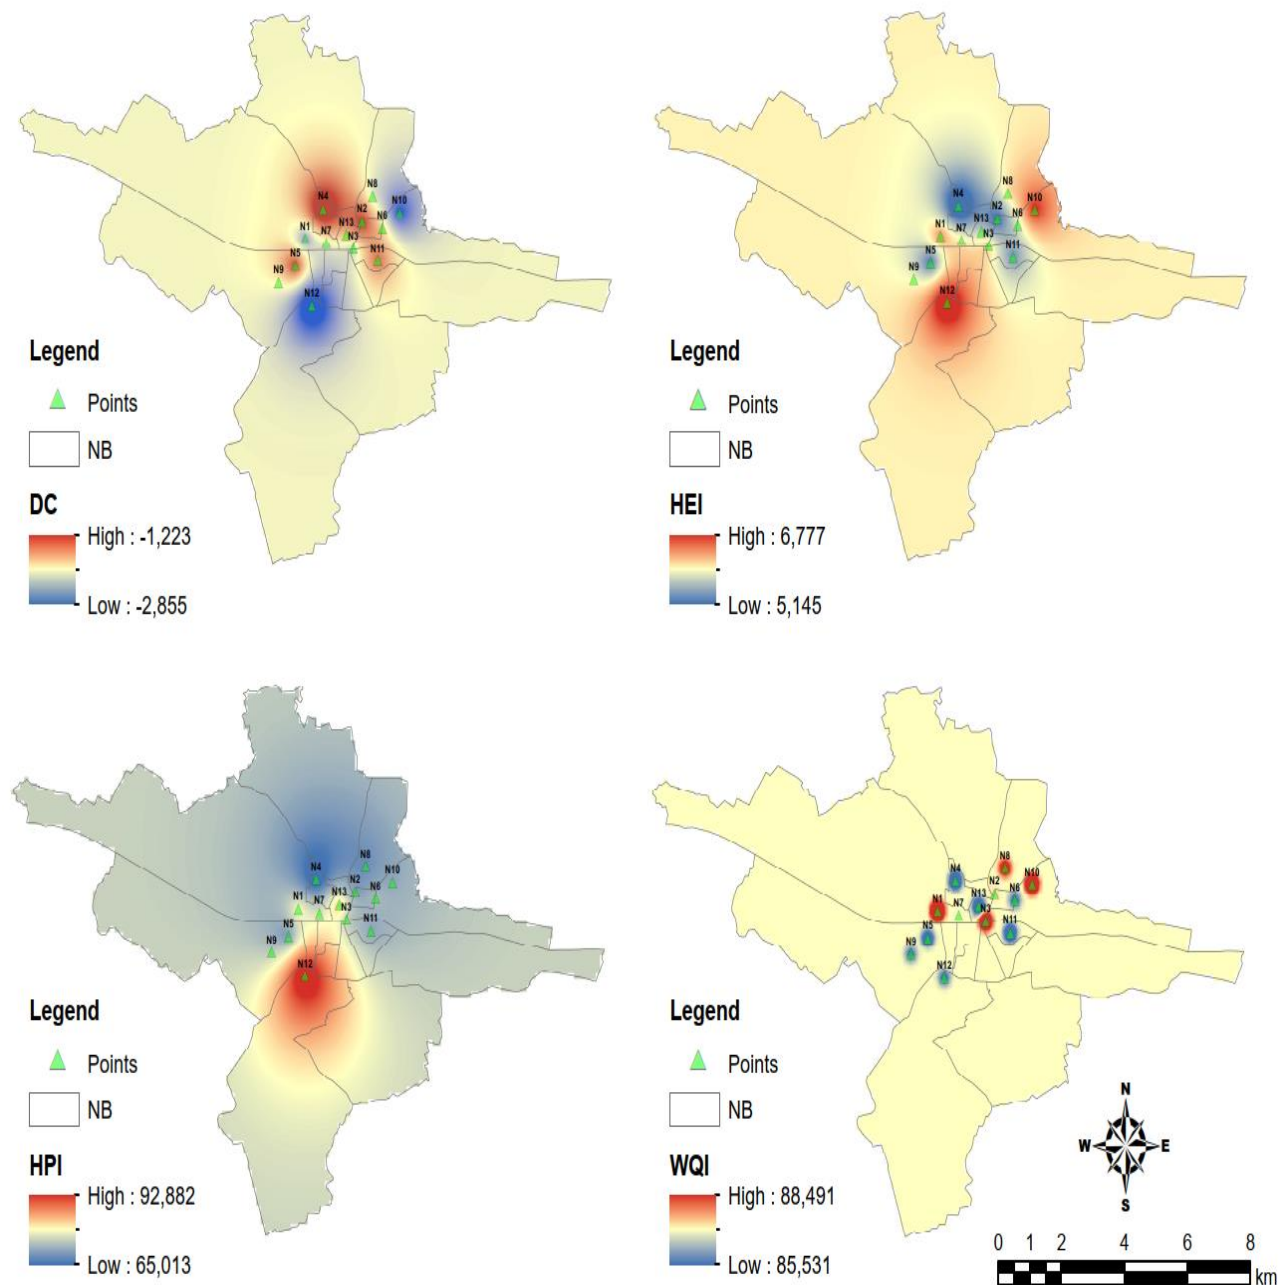 N4
N8
N10
N2
N6
N13
N1
N7
N3
N11
N5
N9
N12
Legend
Points
NB
DC
High : -1,223
Low : -2,855
N4
N8
N10
N2
N6
N13
N1
N7
N3
N11
N5
N9
N12
Legend
Points
NB
HEI
High : 6,777
Low : 5,145
N4
N8
N10
N2
N6
N13
N1
N7
N3
N11
N5
N9
N12
Legend
Points
NB
HPI
High : 92,882
Low : 65,013
N4
N8
N10
N2
N6
N13
N1
N7
N3
N11
N5
N9
N12
Legend
Points
NB
WQI
High : 88,491
Low : 85,531
N
W E
S
0 1 2 4 6 8
km